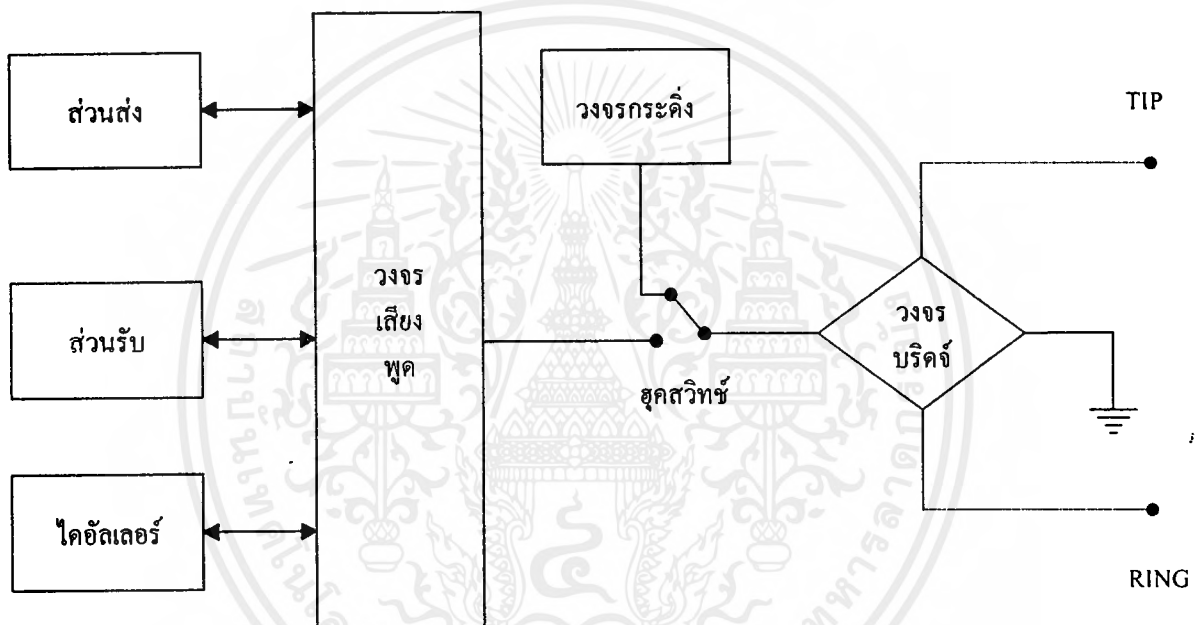 ส่วนส่ง
ส่วนรับ
ไดอัลเลอร์
วงจร
เสียง
พูด
วงจรกระดิ่ง
ฮุคสวิทช์
วงจร
บริดจ์
TIP
RING